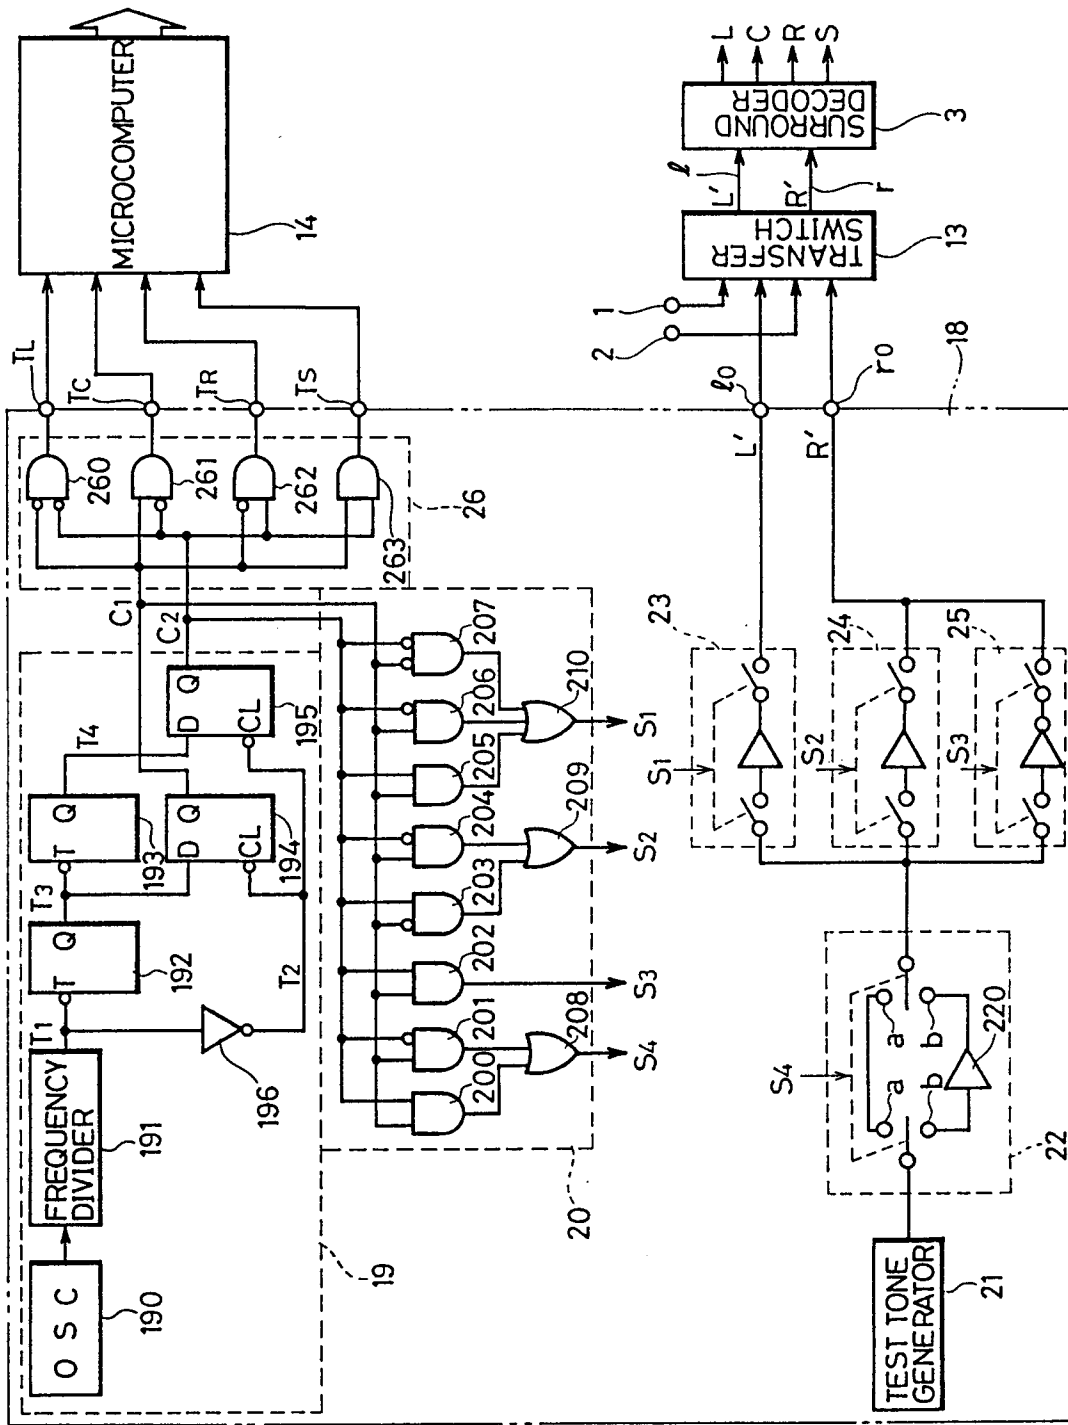 OSC
190
FREQUENCY
DIVIDER
191
T1
T Q
192
T3
T Q
193
T4
D Q
CL
194
D Q
CL
195
196
T2
19
C1
C2
260
261
262
263
26
TL
TC
TR
TS
MICROCOMPUTER
14
200
201
202
203
204
205
206
207
208
209
210
S4
S3
S2
S1
20
TEST TONE
GENERATOR
21
S4
a
a
b
b
220
22
S1
23
S2
24
S3
25
L'
R'
l0
r0
18
1
2
TRANSFER
SWITCH
13
L'
l
R'
r
SURROUND
DECODER
3
L
C
R
S